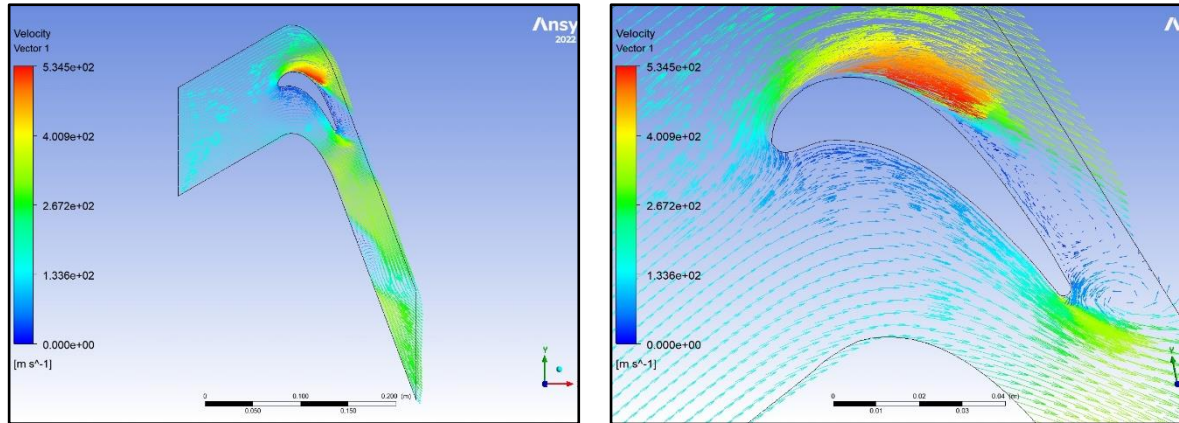 Velocity
Vector 1
5.345e+02
4.009e+02
2.672e+02
1.336e+02
0.000e+00
[m s^-1]
Ansy
2022
Y
0
0.100
0.200 (m)
0.050
0.150
Velocity
Vector 1
5.345e+02
4.009e+02
2.672e+02
1.336e+02
0.000e+00
[m s^-1]
A
Y
0
0.02
0.04 (m)
0.01
0.03